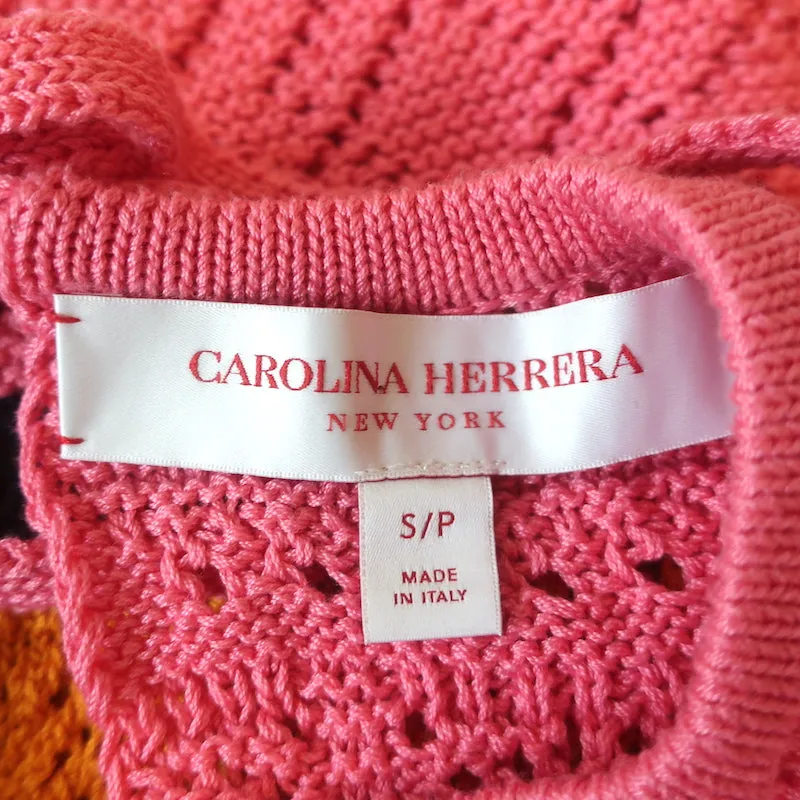 CAROLINA HERRERA
NEW YORK
S/P
MADE
IN ITALY